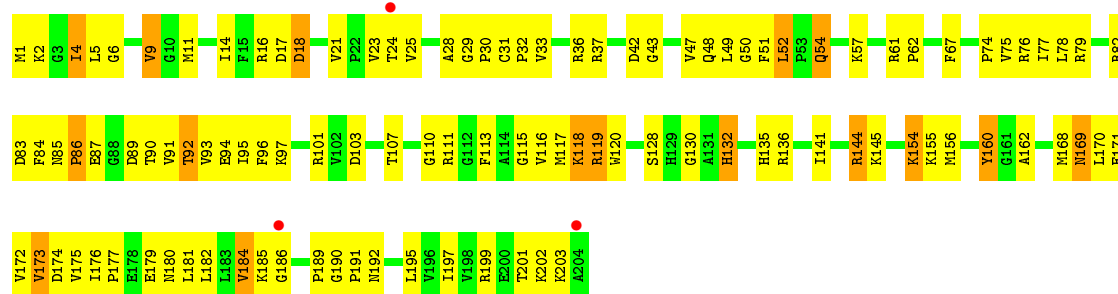 M1 K2 G3 I4 L5 G6 V9 G10 M11 I14 F15 R16 D17 D18 V21 P22 V23 T24 V25 A28 G29 P30 C31 P32 V33 R36 R37 D42 G43 V47 Q48 L49 G50 F51 L52 P53 Q54 K57 R61 P62 F67 P74 V75 R76 I77 L78 R79
D83 F84 N85 P86 E87 G88 D89 T90 V91 T92 V93 E94 I95 F96 K97 R101 V102 D103 T107 G110 R111 G112 F113 A114 G115 V116 M117 K118 R119 W120 S128 H129 G130 A131 H132 H135 R136 I141 R144 K145 K154 K155 M156 Y160 G161 A162 M168 N169 L170
V172 V173 D174 V175 I176 P177 E178 E179 N180 L181 L182 L183 V184 K185 G186 P189 G190 P191 N192 L195 V196 I197 V198 R199 E200 T201 K202 K203 A204